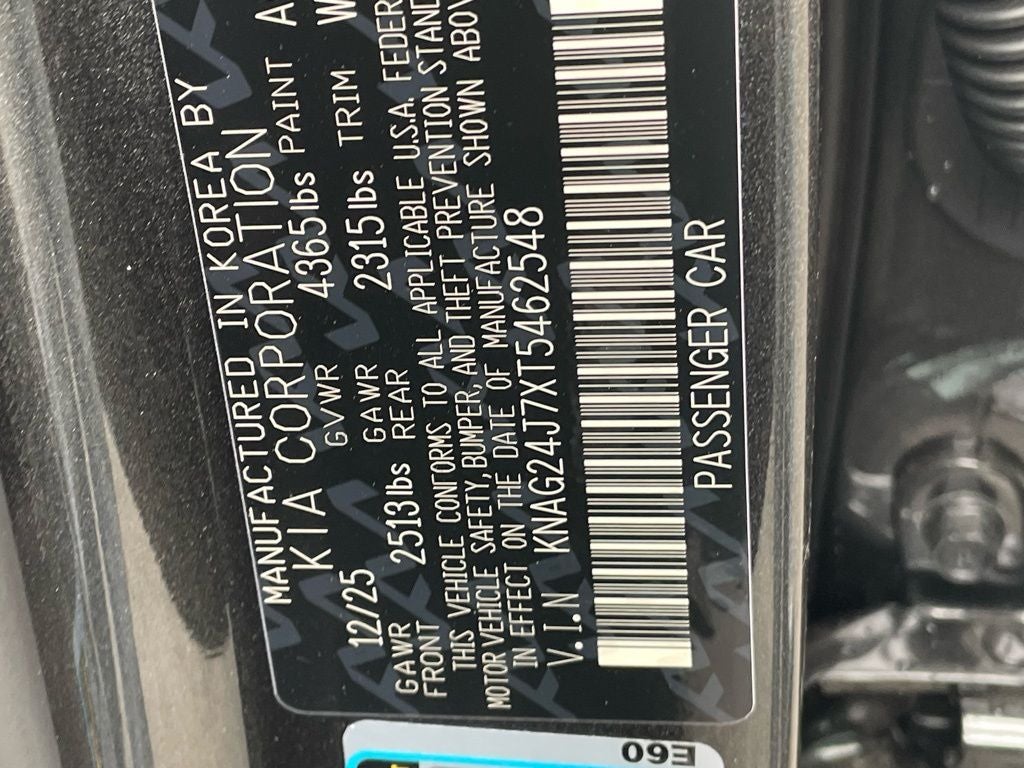 MANUFACTURED IN KOREA BY
KIA CORPORATION
12/25 GVWR 4365lbs PAINT A
GAWR FRONT 2513lbs GAWR REAR 2315lbs TRIM W
THIS VEHICLE CONFORMS TO ALL APPLICABLE U.S.A. FEDER
MOTOR VEHICLE SAFETY, BUMPER, AND THEFT PREVENTION STAND
IN EFFECT ON THE DATE OF MANUFACTURE SHOWN ABOV
V.I.N KNAG24J7XT5462548
PASSENGER CAR
E60